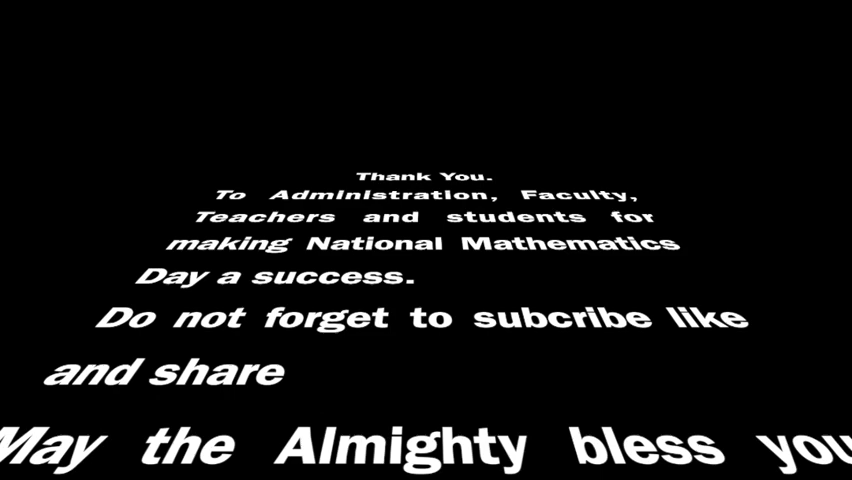 Thank You.
To Administration, Faculty,
Teachers and students for
making National Mathematics
Day a success.
Do not forget to subcribe like
and share
May the Almighty bless you